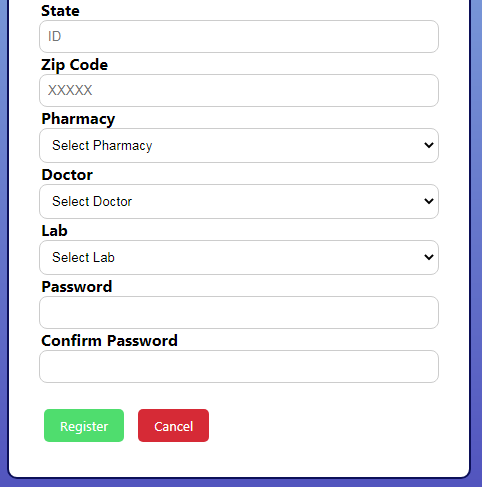 State
ID
Zip Code
XXXXX
Pharmacy
Select Pharmacy
Doctor
Select Doctor
Lab
Select Lab
Password
Confirm Password
Register Cancel